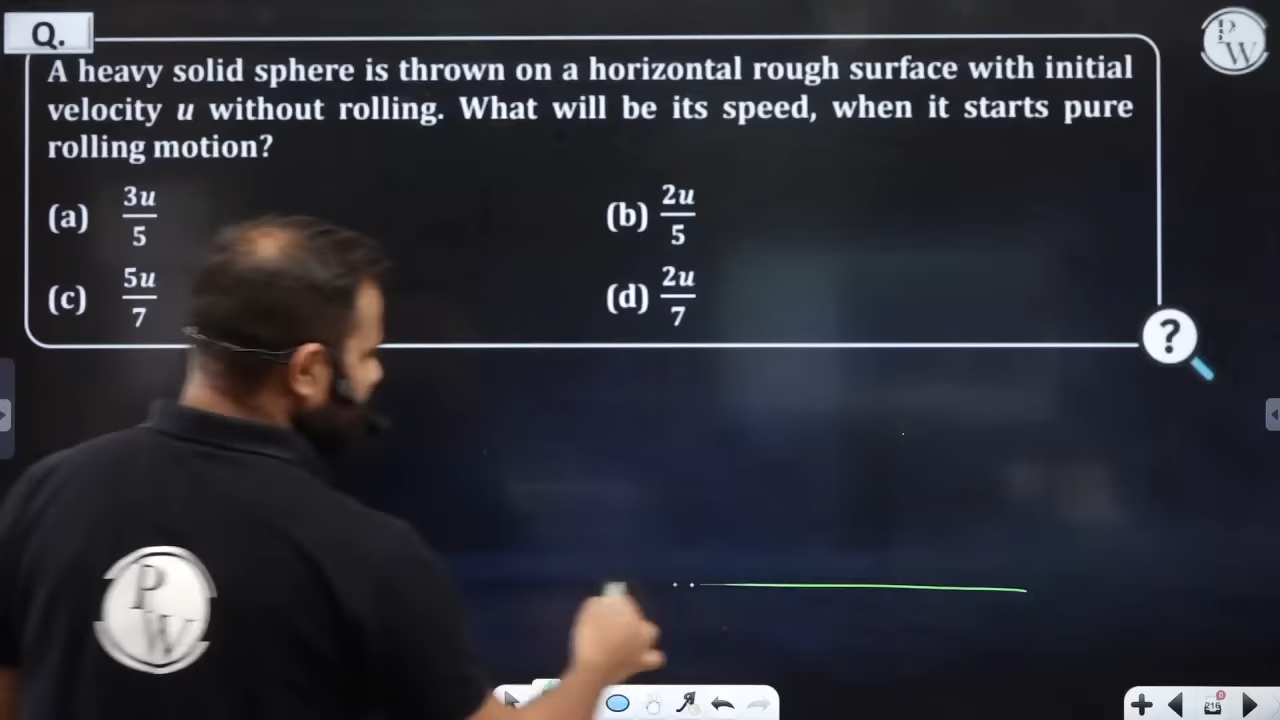 Q.
P
W
A heavy solid sphere is thrown on a horizontal rough surface with initial
velocity u without rolling. What will be its speed, when it starts pure
rolling motion?
(a) 3u/5
(b) 2u/5
(c) 5u/7
(d) 2u/7
?
P
W
216